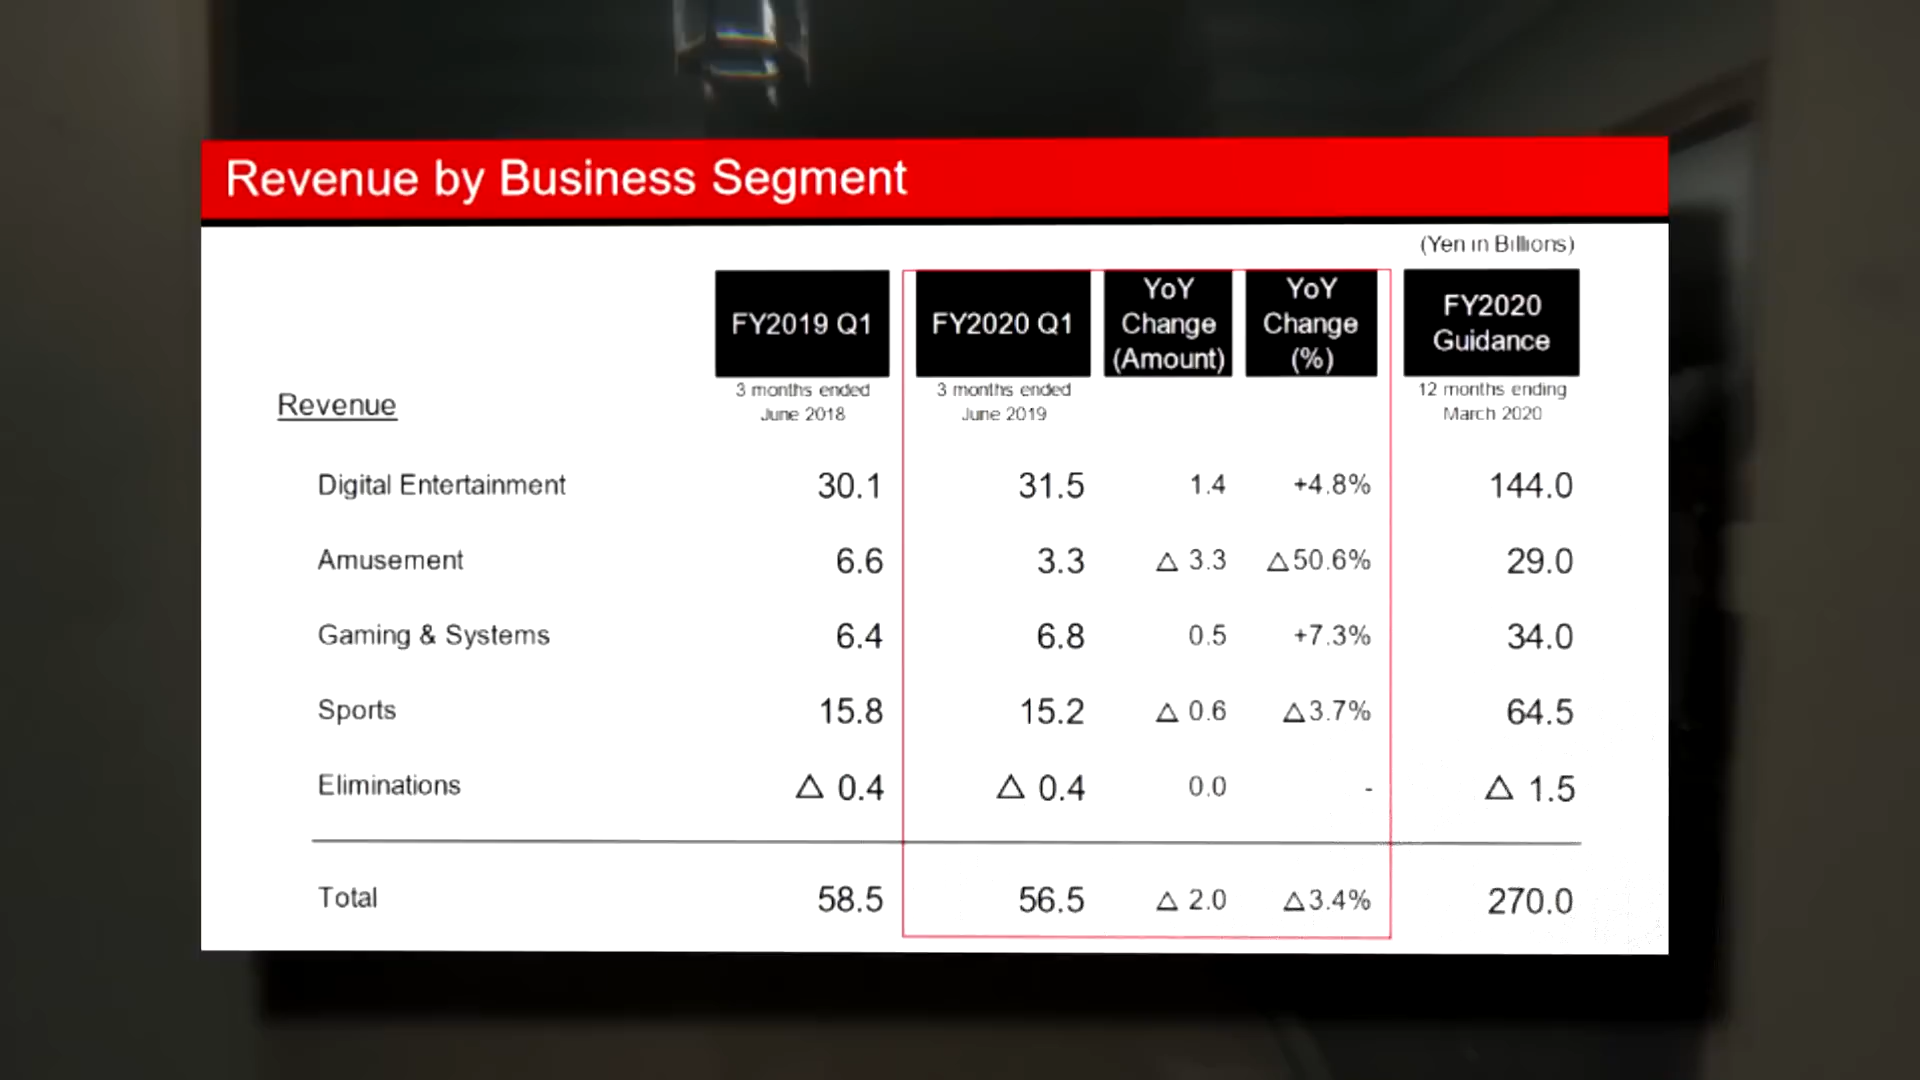 Revenue by Business Segment
(Yen in Billions)
FY2019 Q1 FY2020 Q1 YoY Change (Amount) YoY Change (%) FY2020 Guidance
3 months ended June 2018 3 months ended June 2019 12 months ending March 2020
Revenue
Digital Entertainment 30.1 31.5 1.4 +4.8% 144.0
Amusement 6.6 3.3 △ 3.3 △50.6% 29.0
Gaming & Systems 6.4 6.8 0.5 +7.3% 34.0
Sports 15.8 15.2 △ 0.6 △3.7% 64.5
Eliminations △ 0.4 △ 0.4 0.0 - △ 1.5
Total 58.5 56.5 △ 2.0 △3.4% 270.0